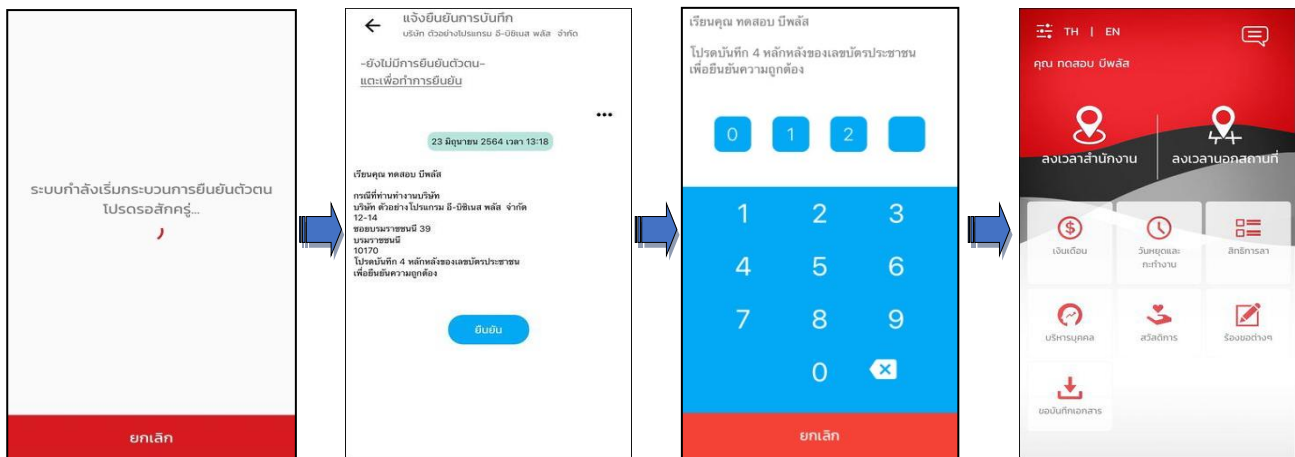 ระบบกำลังเริ่มกระบวนการยืนยันตัวตน
โปรดรอสักครู่...
ยกเลิก
แจ้งยืนยันการบันทึก
บริษัท ตัวอย่างโปรแกรม อี-บิซิเนส พลัส จำกัด
-ยังไม่มีการยืนยันตัวตน-
แตะเพื่อทำการยืนยัน
23 มิถุนายน 2564 เวลา 13:18
เรียนคุณ ทดสอบ บีพลัส
กรณีที่ท่านทำงานบริษัท
บริษัท ตัวอย่างโปรแกรม อี-บิซิเนส พลัส จำกัด
12-14
ซอยบรมราชชนนี 39
บรมราชชนนี
10170
โปรดบันทึก 4 หลักหลังของเลขบัตรประชาชน
เพื่อยืนยันความถูกต้อง
ยืนยัน
เรียนคุณ ทดสอบ บีพลัส
โปรดบันทึก 4 หลักหลังของเลขบัตรประชาชน
เพื่อยืนยันความถูกต้อง
0 1 2
1 2 3
4 5 6
7 8 9
0
ยกเลิก
TH | EN
คุณ ทดสอบ บีพลัส
ลงเวลาสำนักงาน ลงเวลานอกสถานที่
เงินเดือน วันหยุดและ สิทธิการลา
กะทำงาน
บริหารบุคคล สวัสดิการ ร้องขอต่างๆ
ขอบันทึกเอกสาร